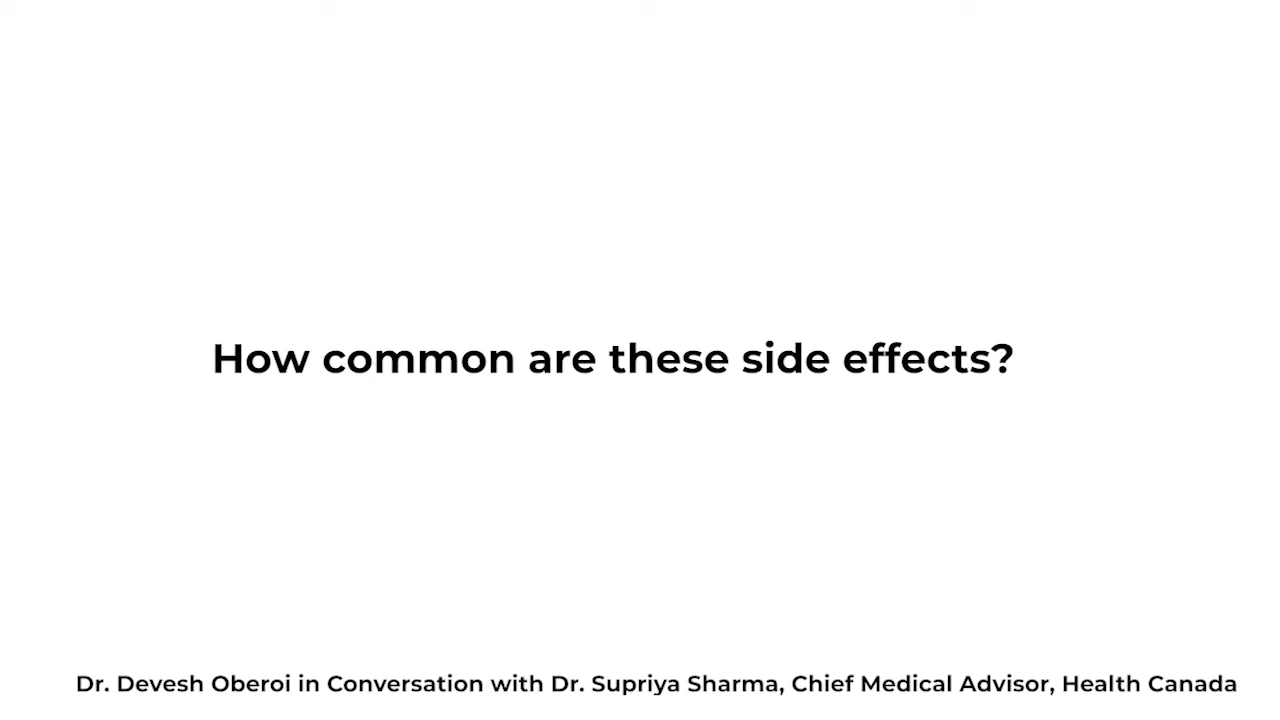 How common are these side effects?
Dr. Devesh Oberoi in Conversation with Dr. Supriya Sharma, Chief Medical Advisor, Health Canada